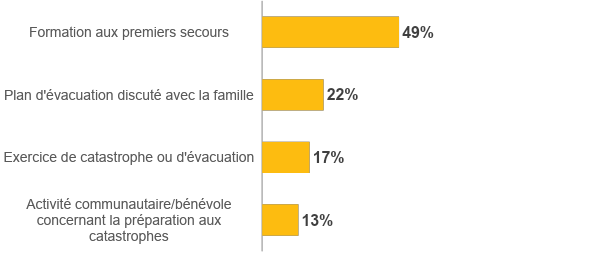 Formation aux premiers secours 49%
Plan d'évacuation discuté avec la famille 22%
Exercice de catastrophe ou d'évacuation 17%
Activité communautaire/bénévole
concernant la préparation aux 13%
catastrophes